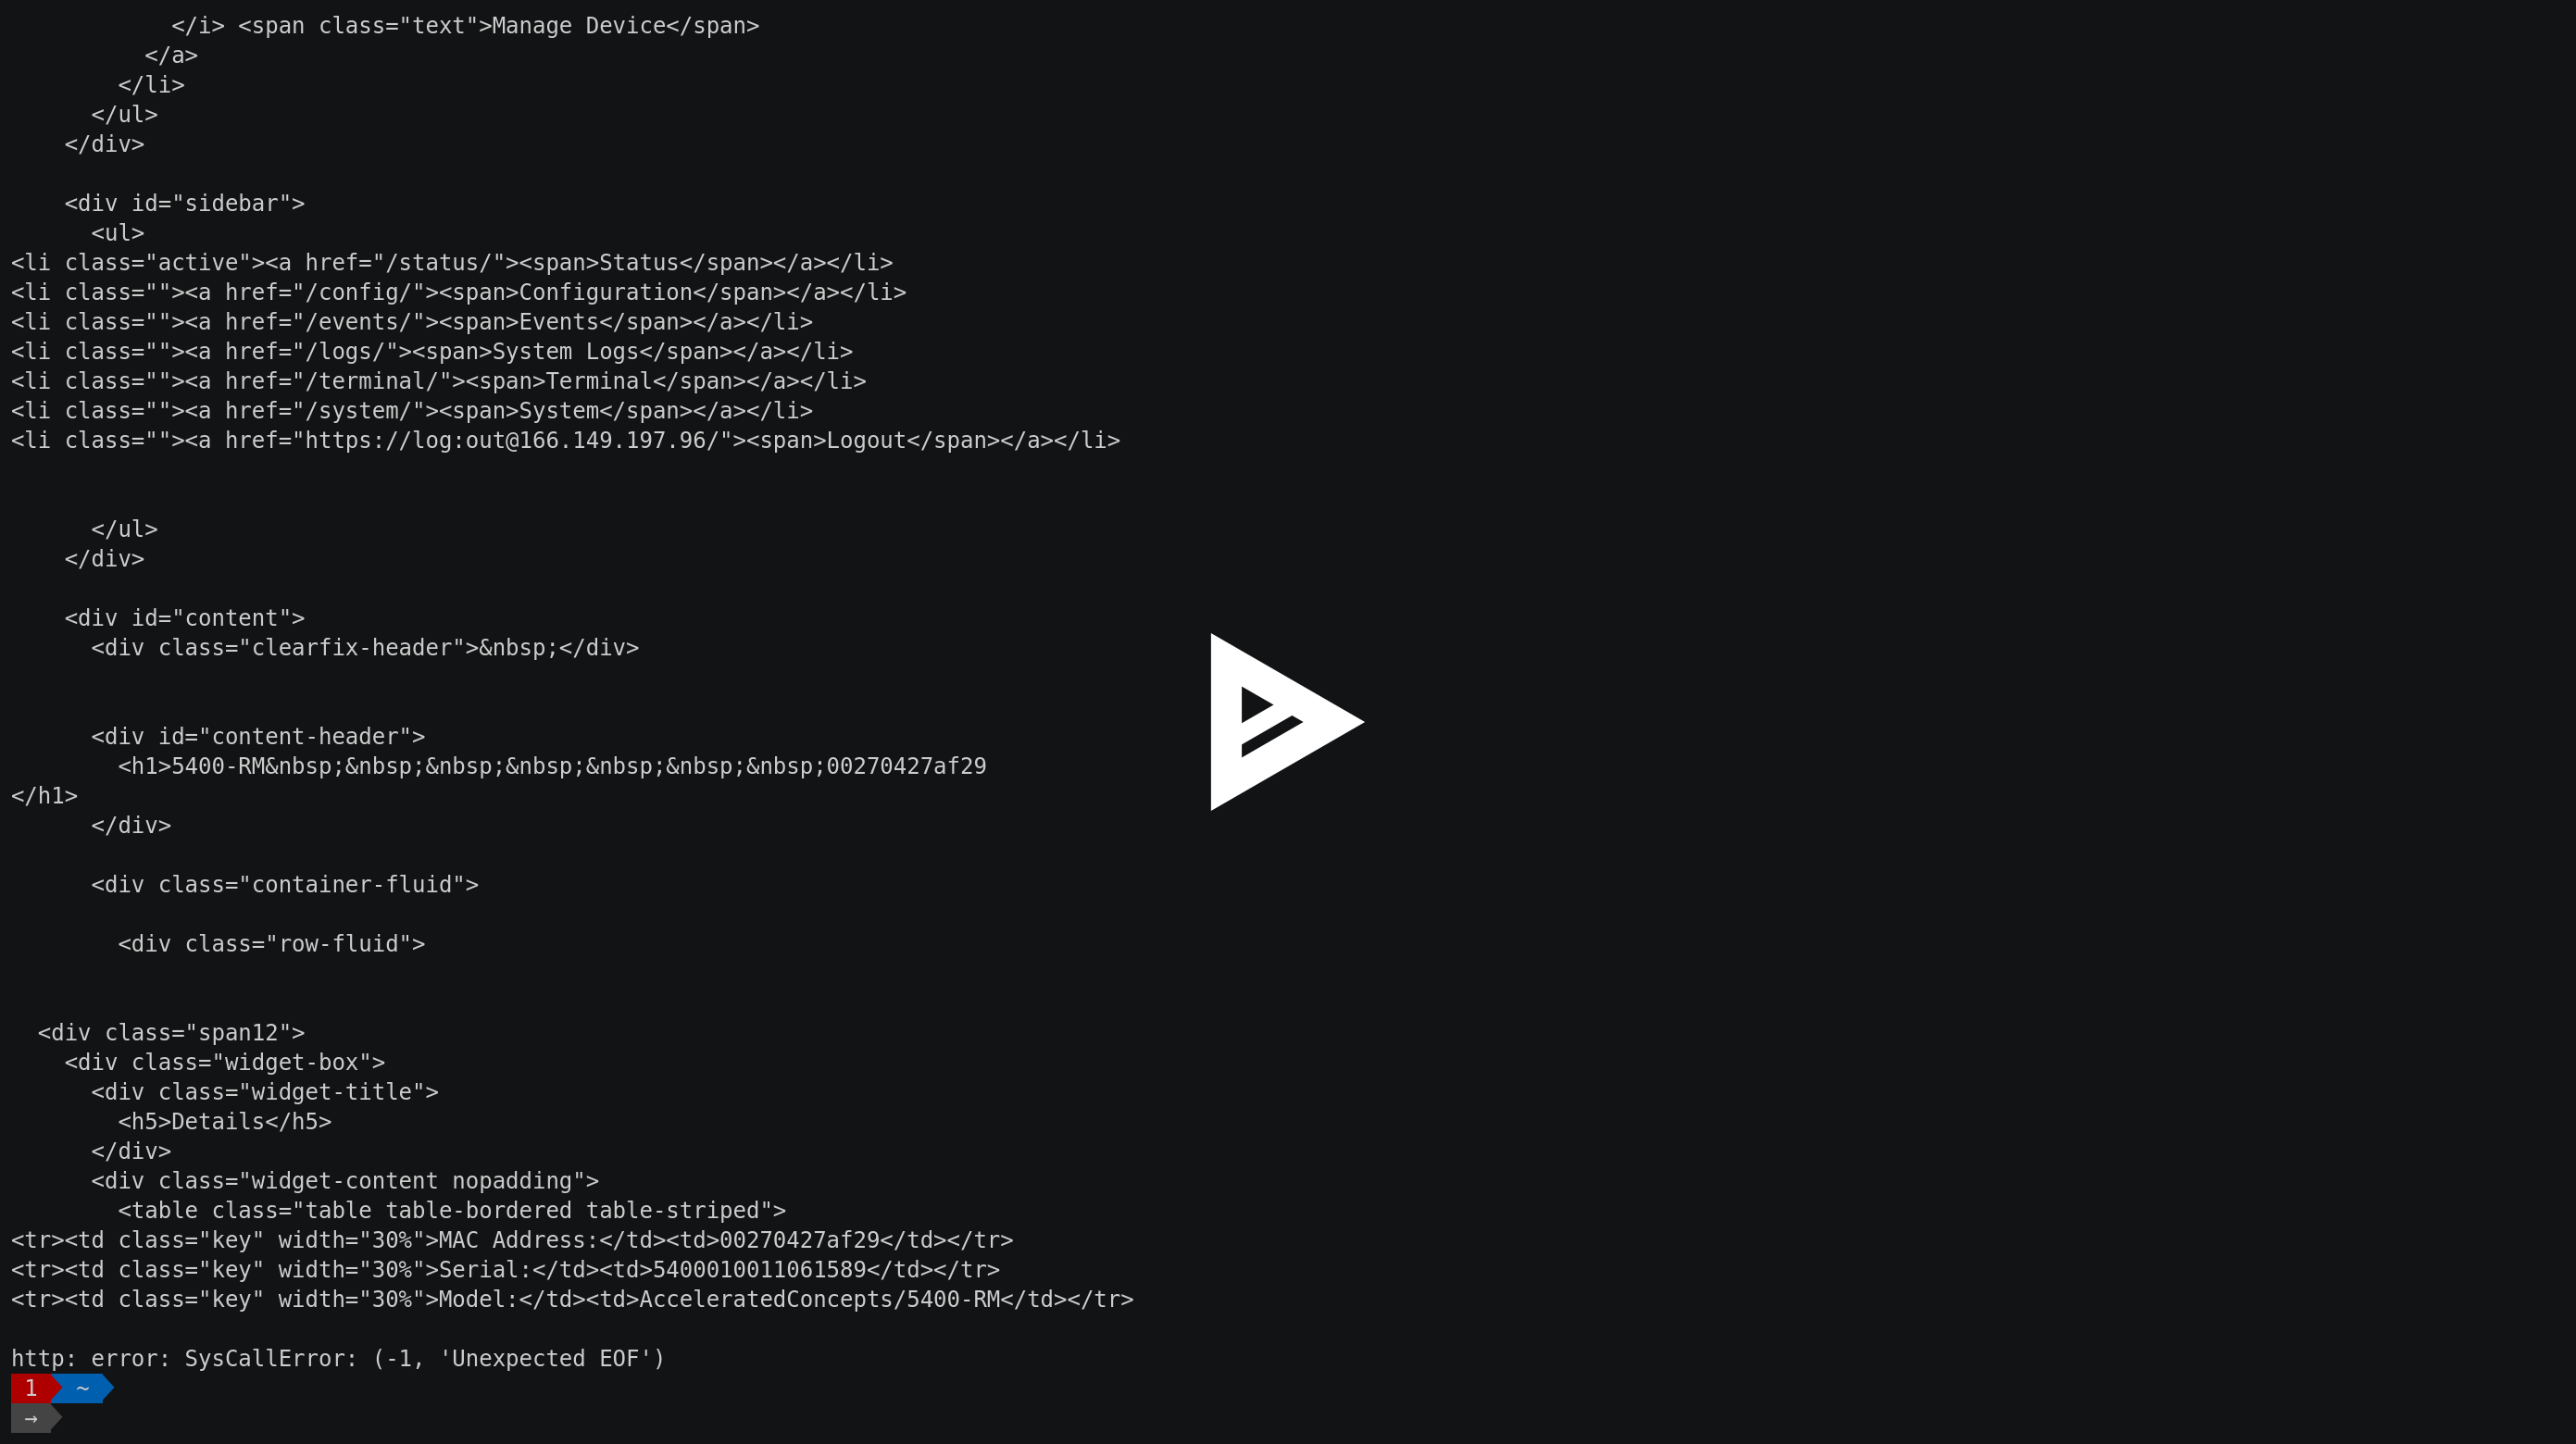 </i> <span class="text">Manage Device</span>
          </a>
        </li>
      </ul>
    </div>

    <div id="sidebar">
      <ul>
<li class="active"><a href="/status/"><span>Status</span></a></li>
<li class=""><a href="/config/"><span>Configuration</span></a></li>
<li class=""><a href="/events/"><span>Events</span></a></li>
<li class=""><a href="/logs/"><span>System Logs</span></a></li>
<li class=""><a href="/terminal/"><span>Terminal</span></a></li>
<li class=""><a href="/system/"><span>System</span></a></li>
<li class=""><a href="https://log:out@166.149.197.96/"><span>Logout</span></a></li>

      </ul>
    </div>

    <div id="content">
      <div class="clearfix-header">&nbsp;</div>

      <div id="content-header">
        <h1>5400-RM&nbsp;&nbsp;&nbsp;&nbsp;&nbsp;&nbsp;&nbsp;00270427af29
</h1>
      </div>

      <div class="container-fluid">

        <div class="row-fluid">

  <div class="span12">
    <div class="widget-box">
      <div class="widget-title">
        <h5>Details</h5>
      </div>
      <div class="widget-content nopadding">
        <table class="table table-bordered table-striped">
<tr><td class="key" width="30%">MAC Address:</td><td>00270427af29</td></tr>
<tr><td class="key" width="30%">Serial:</td><td>5400010011061589</td></tr>
<tr><td class="key" width="30%">Model:</td><td>AcceleratedConcepts/5400-RM</td></tr>

http: error: SysCallError: (-1, 'Unexpected EOF')
1 ~
→